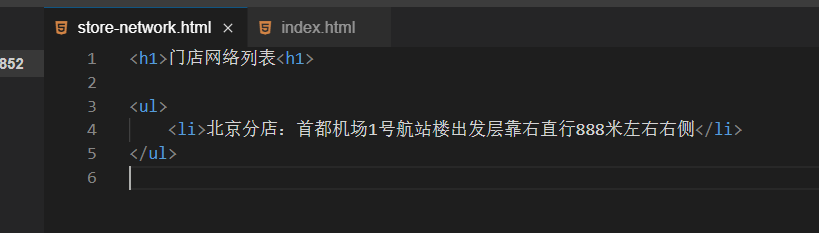 store-network.html × index.html
852
1 <h1>门店网络列表<h1>
2
3 <ul>
4 <li>北京分店：首都机场1号航站楼出发层靠右直行888米左右右侧</li>
5 </ul>
6